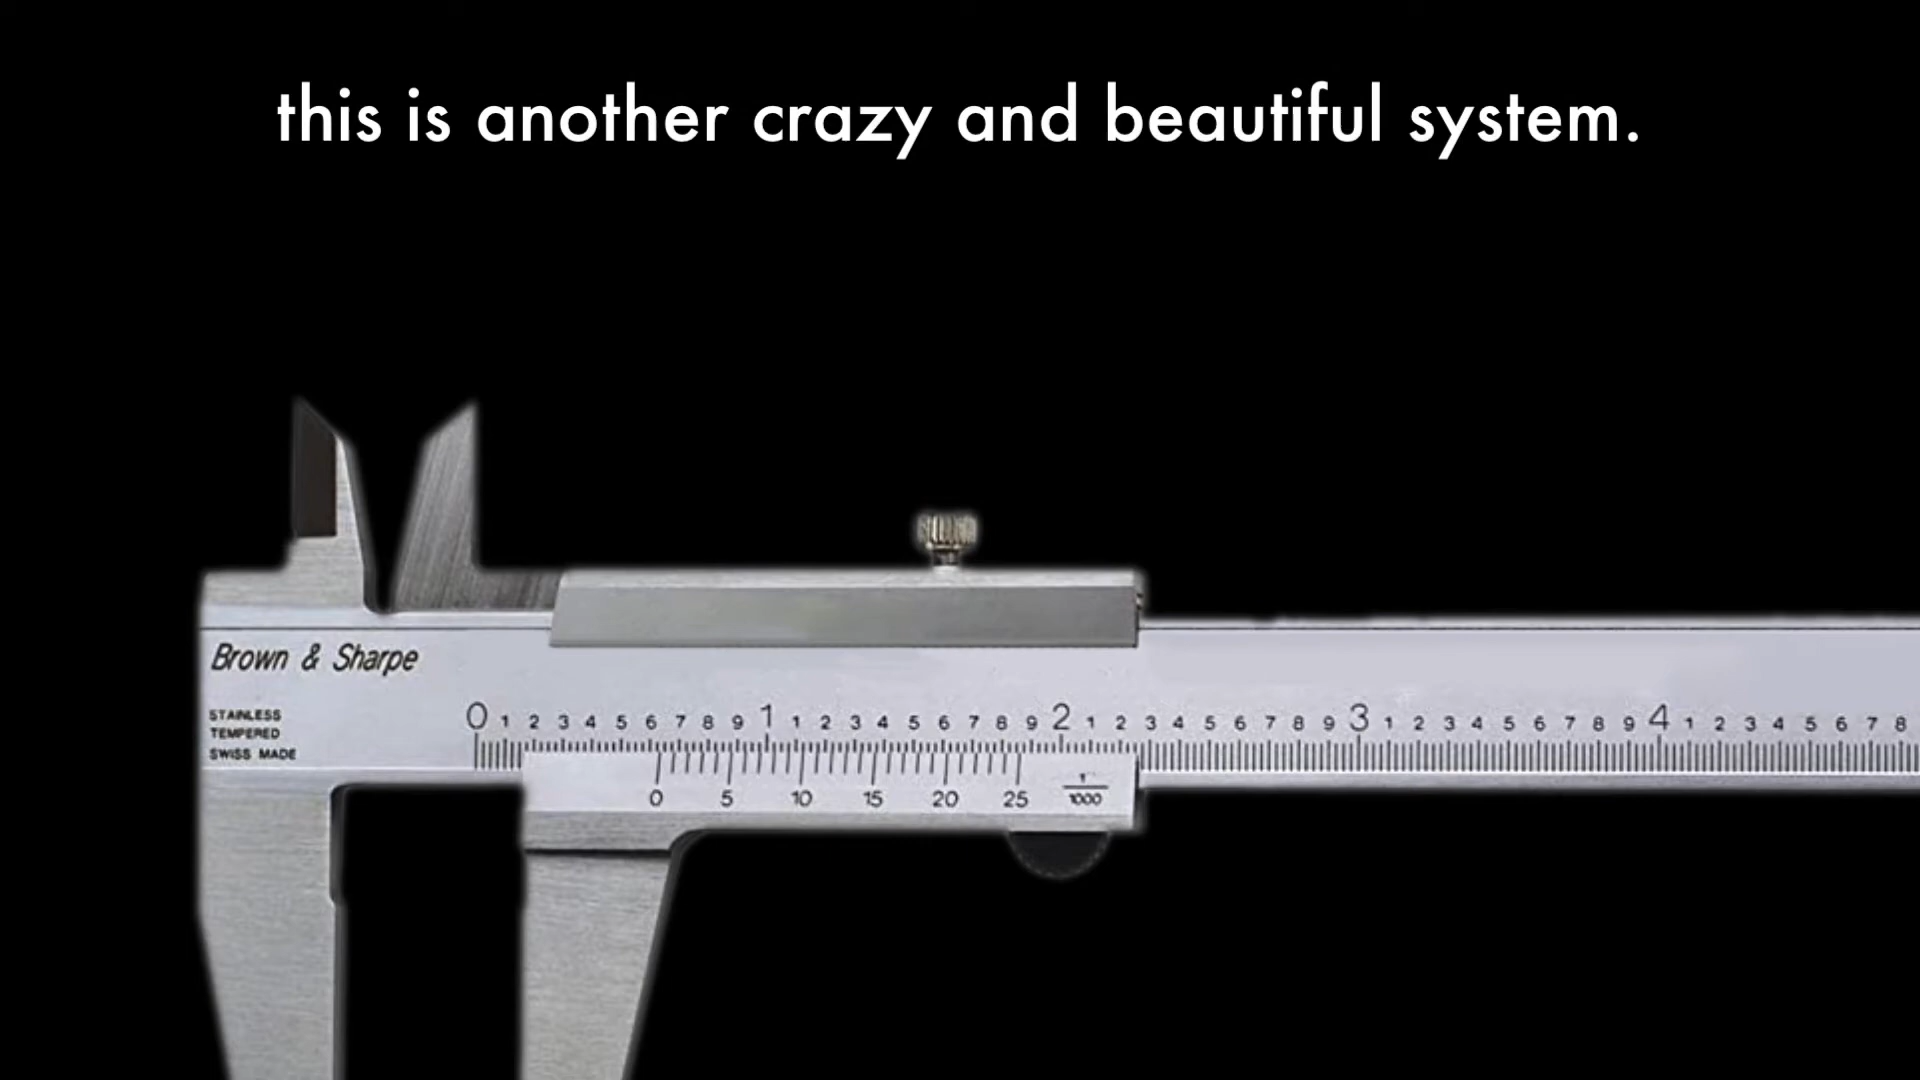 this is another crazy and beautiful system.
Brown & Sharpe
STAINLESS
TEMPERED
SWISS MADE
0 1 2 3 4 5 6 7 8 9 1 1 2 3 4 5 6 7 8 9 2 1 2 3 4 5 6 7 8 9 3 1 2 3 4 5 6 7 8 9 4 1 2 3 4 5 6 7 8
0 5 10 15 20 25
1"
1000